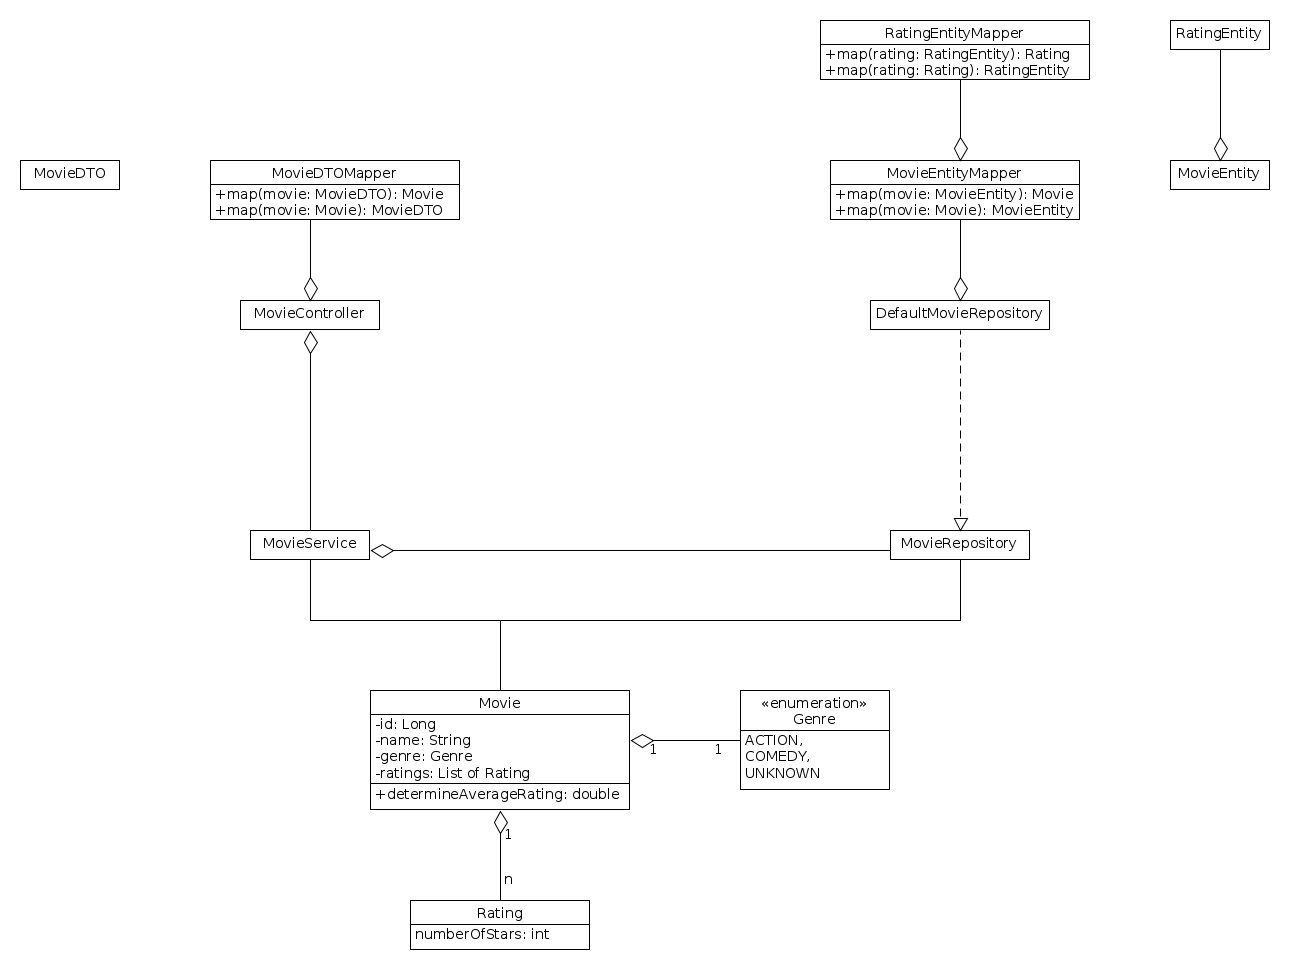 RatingEntityMapper
+map(rating: RatingEntity): Rating
+map(rating: Rating): RatingEntity
RatingEntity
MovieDTO
MovieDTOMapper
+map(movie: MovieDTO): Movie
+map(movie: Movie): MovieDTO
MovieEntityMapper
+map(movie: MovieEntity): Movie
+map(movie: Movie): MovieEntity
MovieEntity
MovieController
DefaultMovieRepository
MovieService
MovieRepository
Movie
-id: Long
-name: String
-genre: Genre
-ratings: List of Rating
+determineAverageRating: double
1
1
«enumeration»
Genre
ACTION,
COMEDY,
UNKNOWN
1
n
Rating
numberOfStars: int